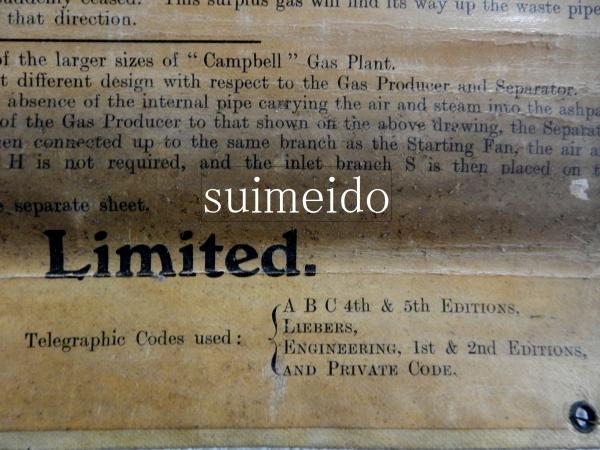 suddenly ceased. This surplus gas will find its way up the waste pipe
that direction.
of the larger sizes of “ Campbell ” Gas Plant.
t different design with respect to the Gas Producer and Separator.
absence of the internal pipe carrying the air and steam into the ashpa
of the Gas Producer to that shown on the above drawing, the Separat
en connected up to the same branch as the Starting Fan, the air a
H is not required, and the inlet branch S is then placed on t
e separate sheet.
suimeido
Limited.
Telegraphic Codes used :
A B C 4th & 5th Editions,
Liebers,
Engineering, 1st & 2nd Editions,
and Private Code.